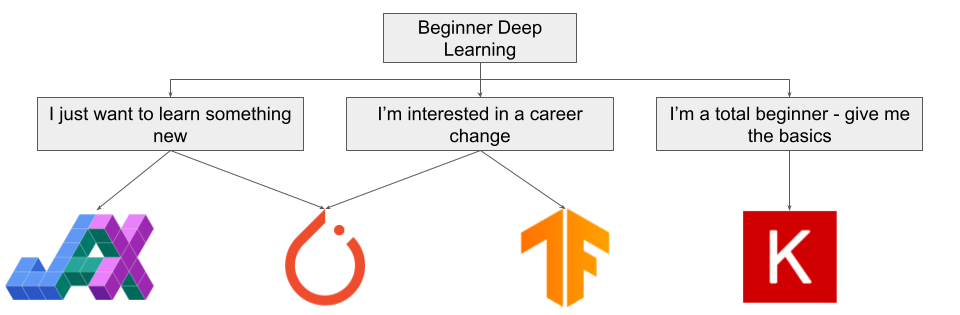 Beginner Deep
Learning
I just want to learn something
new
I'm interested in a career
change
I'm a total beginner - give me
the basics
JAX
K